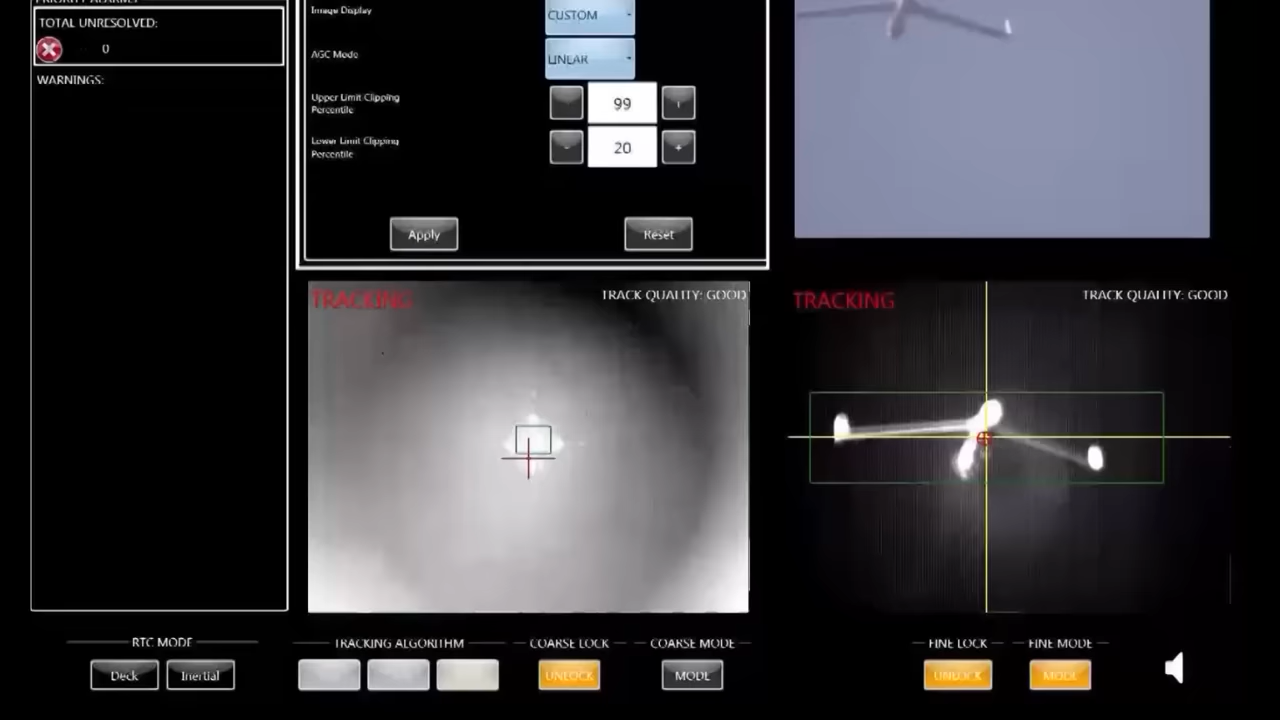 PRIORITY ALARMS
TOTAL UNRESOLVED:
0
WARNINGS:
Image Display
CUSTOM
AGC Mode
LINEAR
Upper Limit Clipping
Percentile
99
Lower Limit Clipping
Percentile
- 20 +
Apply
Reset
TRACKING
TRACK QUALITY: GOOD
TRACKING
TRACK QUALITY: GOOD
RTC MODE
Deck
Inertial
TRACKING ALGORITHM
COARSE LOCK
UNLOCK
COARSE MODE
MODE
FINE LOCK
UNLOCK
FINE MODE
MODE